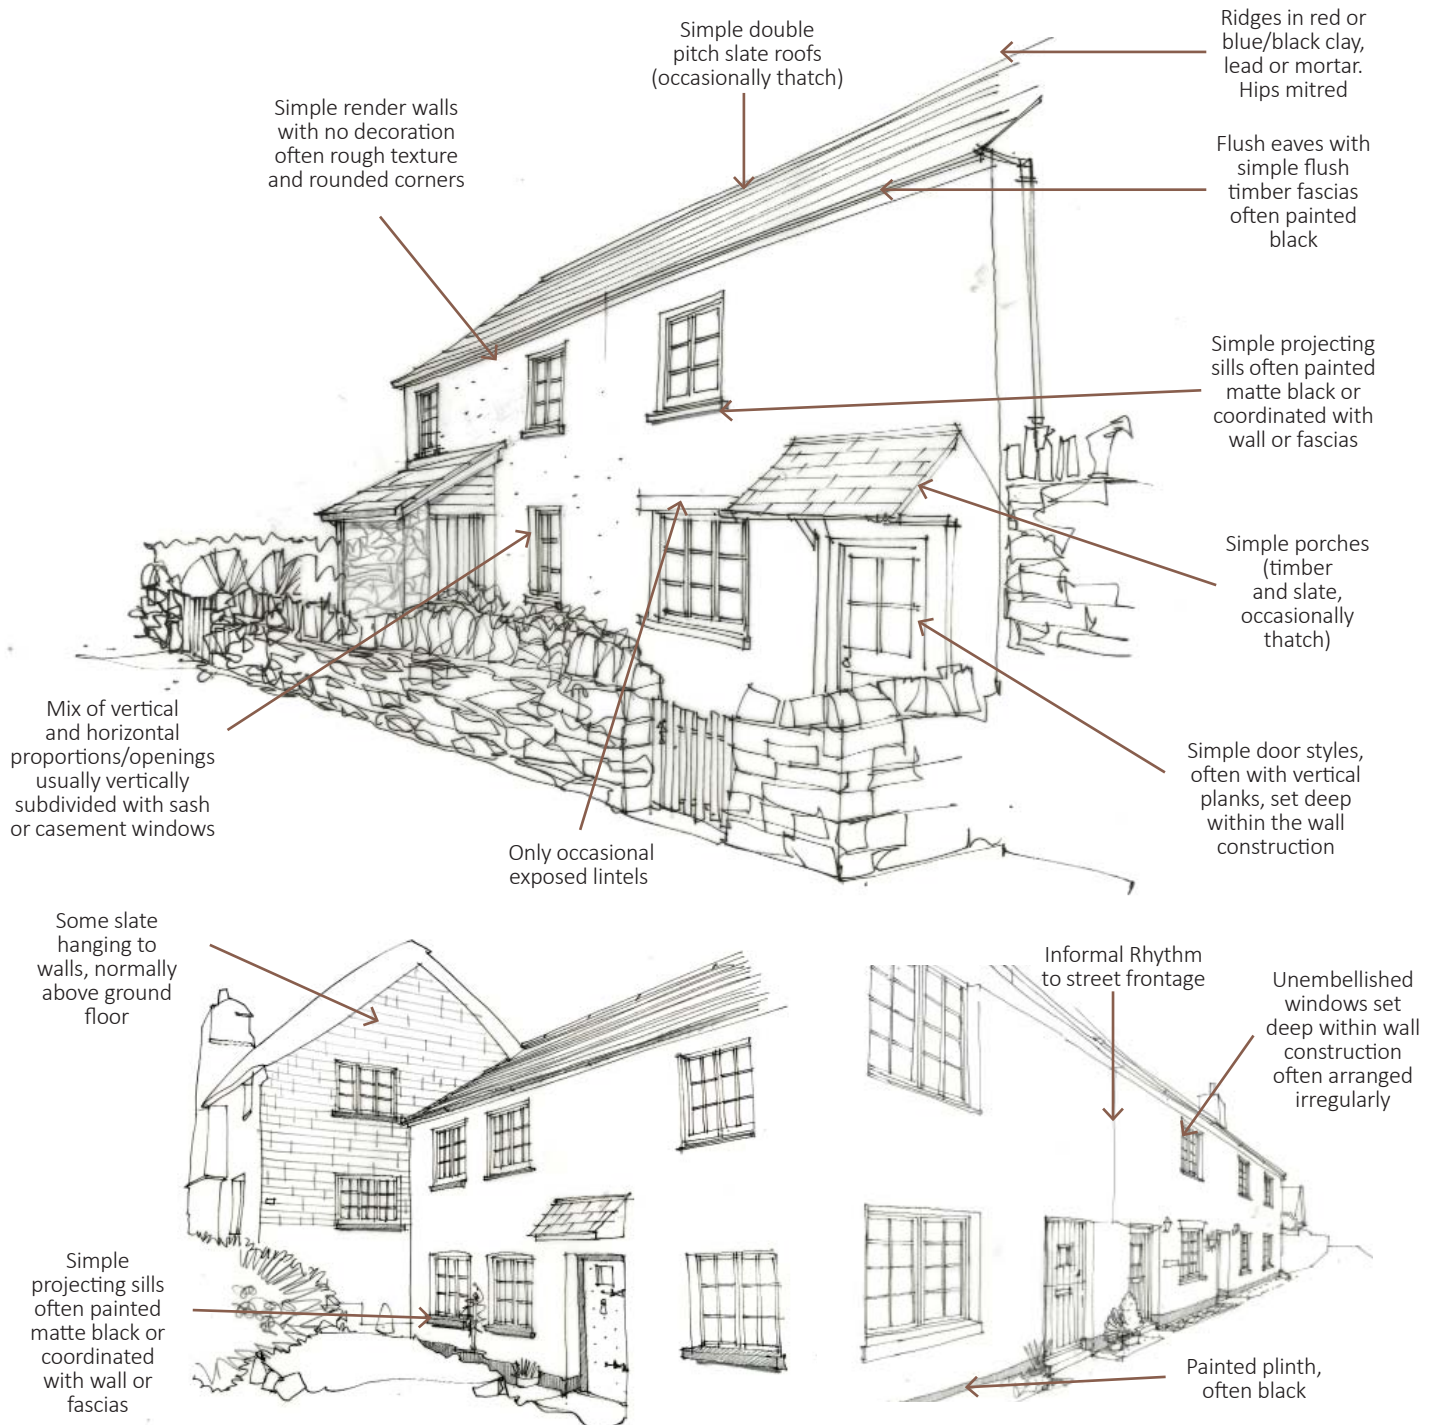 Simple double
pitch slate roofs
(occasionally thatch)
Ridges in red or
blue/black clay,
lead or mortar.
Hips mitred
Simple render walls
with no decoration
often rough texture
and rounded corners
Flush eaves with
simple flush
timber fascias
often painted
black
Simple projecting
sills often painted
matte black or
coordinated with
wall or fascias
Simple porches
(timber
and slate,
occasionally
thatch)
Mix of vertical
and horizontal
proportions/openings
usually vertically
subdivided with sash
or casement windows
Simple door styles,
often with vertical
planks, set deep
within the wall
construction
Only occasional
exposed lintels
Some slate
hanging to
walls, normally
above ground
floor
Informal Rhythm
to street frontage
Unembellished
windows set
deep within wall
construction
often arranged
irregularly
Simple
projecting sills
often painted
matte black or
coordinated
with wall or
fascias
Painted plinth,
often black